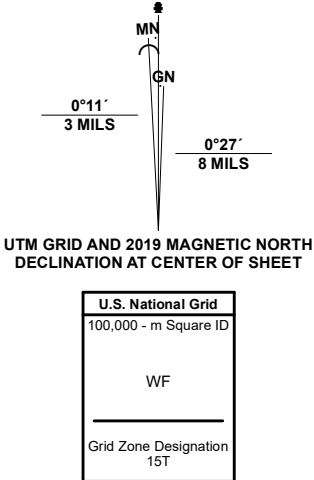 MN
GN
0°11´
3 MILS
0°27´
8 MILS
UTM GRID AND 2019 MAGNETIC NORTH
DECLINATION AT CENTER OF SHEET
U.S. National Grid
100,000 - m Square ID
WF
Grid Zone Designation
15T